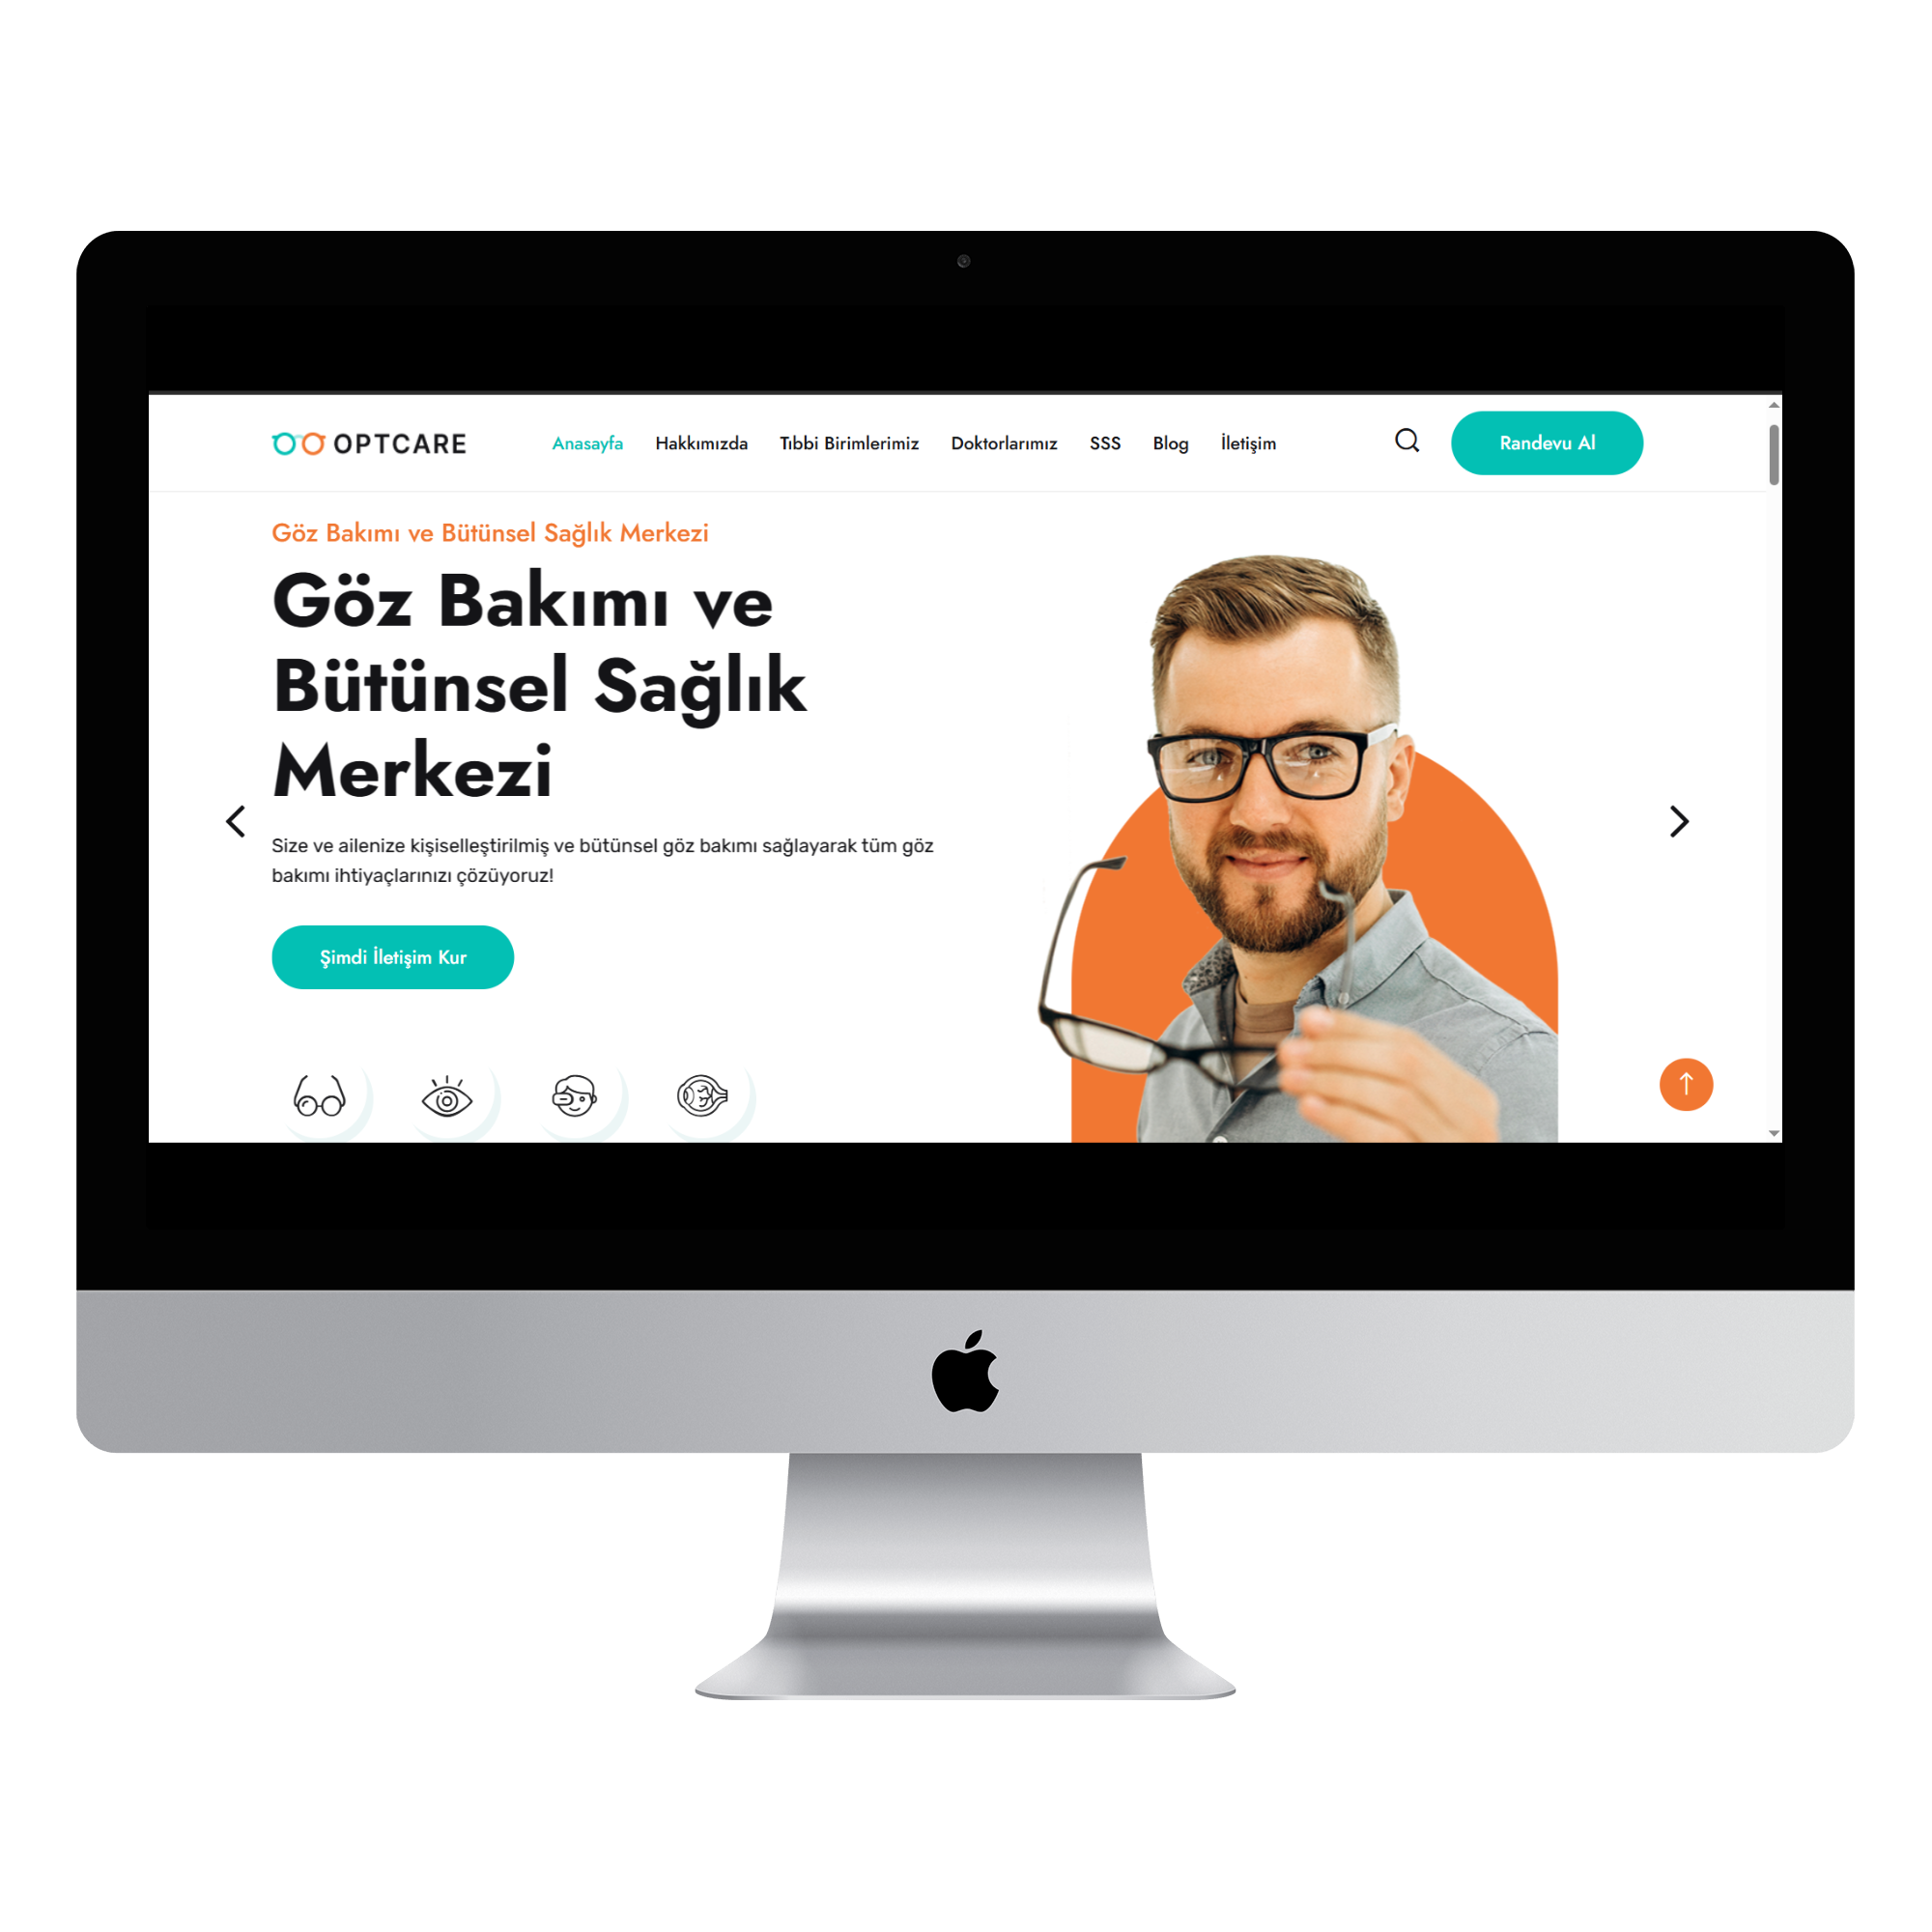 OPTCARE
Anasayfa Hakkımızda Tıbbi Birimlerimiz Doktorlarımız SSS Blog İletişim
Randevu Al
Göz Bakımı ve Bütünsel Sağlık Merkezi
Göz Bakımı ve
Bütünsel Sağlık
Merkezi
Size ve ailenize kişiselleştirilmiş ve bütünsel göz bakımı sağlayarak tüm göz
bakımı ihtiyaçlarınızı çözüyoruz!
Şimdi İletişim Kur